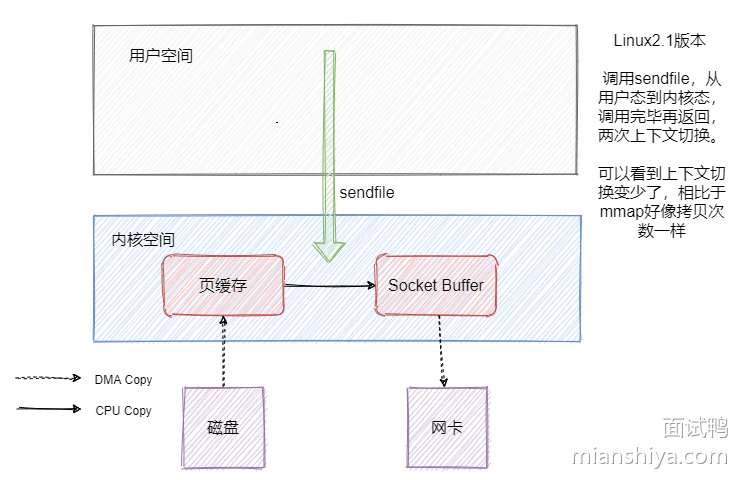 用户空间
Linux2.1版本
调用sendfile，从
用户态到内核态，
调用完毕再返回，
两次上下文切换。
可以看到上下文切
换变少了，相比于
mmap好像拷贝次
数一样
sendfile
内核空间
页缓存
Socket Buffer
DMA Copy
CPU Copy
磁盘
网卡
面试鸭
mianshiya.com